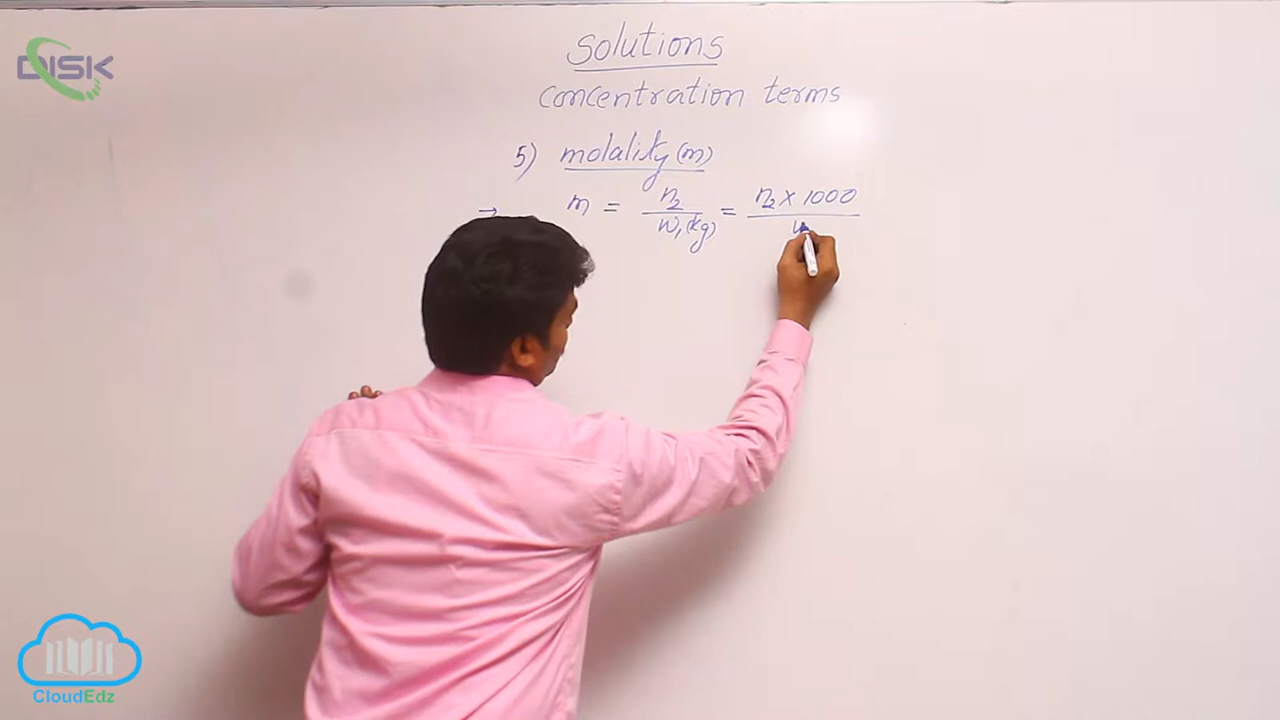 DISK
Solutions
Concentration terms
5) molality (m)
→ m = n₂ / W₁(kg) = n₂ × 1000 / W
CloudEdz